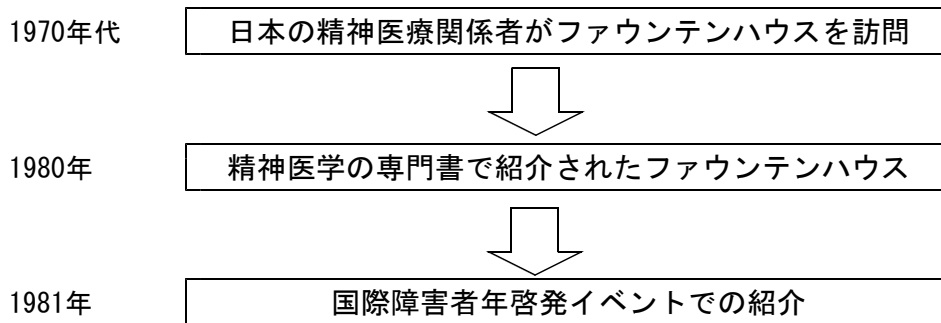 1970年代 日本の精神医療関係者がファウンテンハウスを訪問
1980年 精神医学の専門書で紹介されたファウンテンハウス
1981年 国際障害者年啓発イベントでの紹介